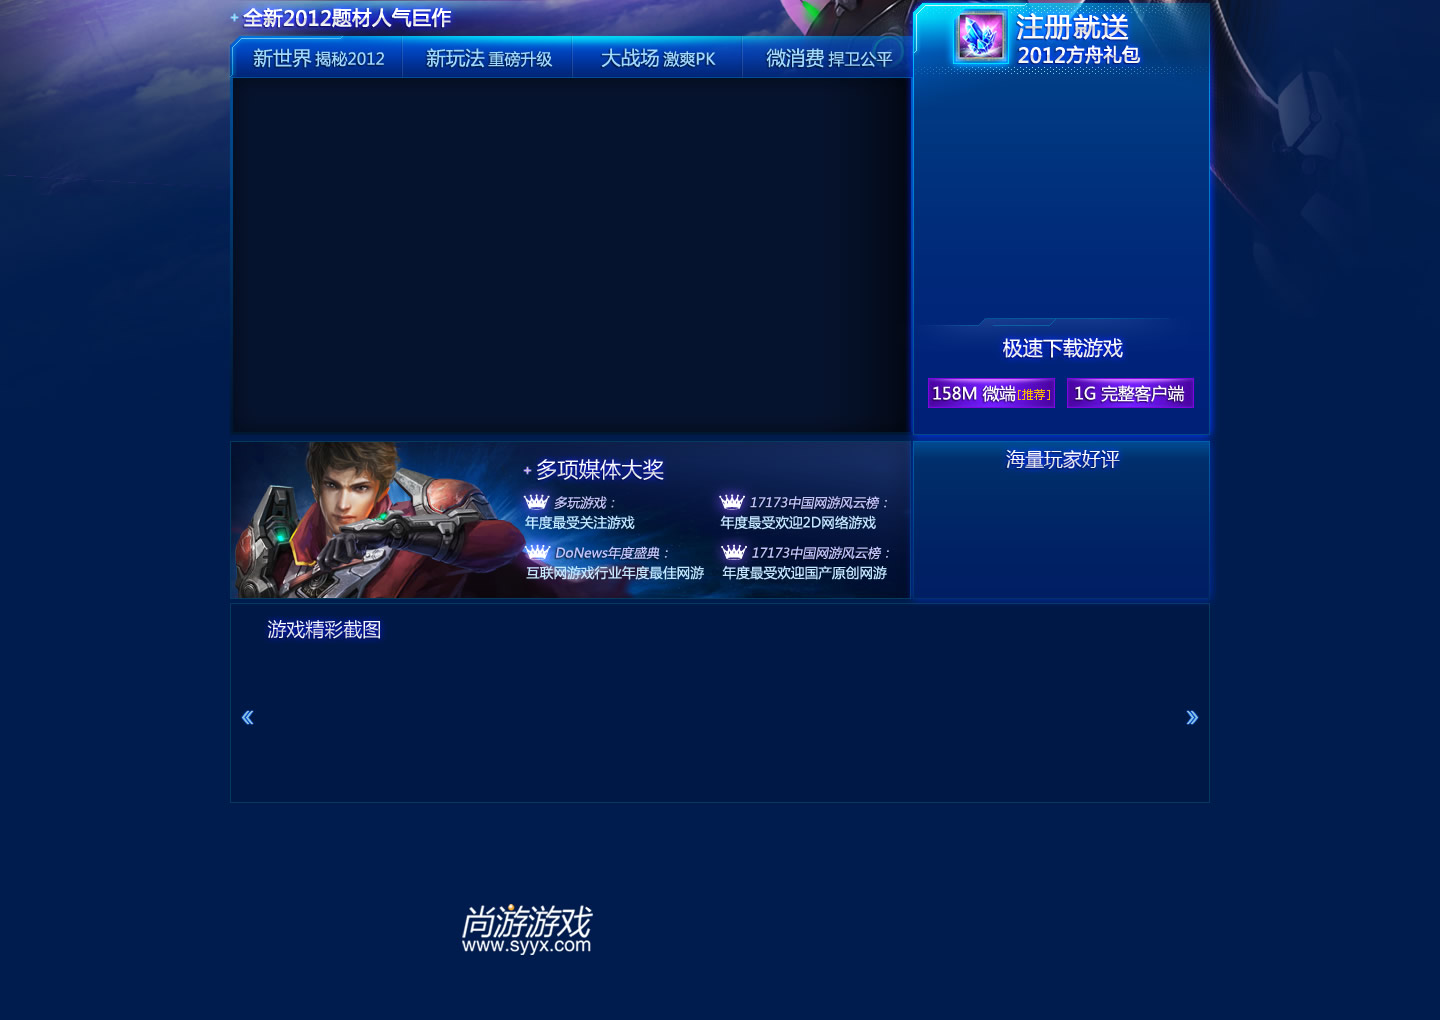 全新2012题材人气巨作
新世界 揭秘2012
新玩法 重磅升级
大战场 激爽PK
微消费 捍卫公平
注册就送
2012方舟礼包
极速下载游戏
158M 微端[推荐]
1G 完整客户端
多项媒体大奖
多玩游戏：
年度最受关注游戏
17173中国网游风云榜：
年度最受欢迎2D网络游戏
DoNews年度盛典：
互联网游戏行业年度最佳网游
17173中国网游风云榜：
年度最受欢迎国产原创网游
海量玩家好评
游戏精彩截图
尚游游戏
www.syyx.com